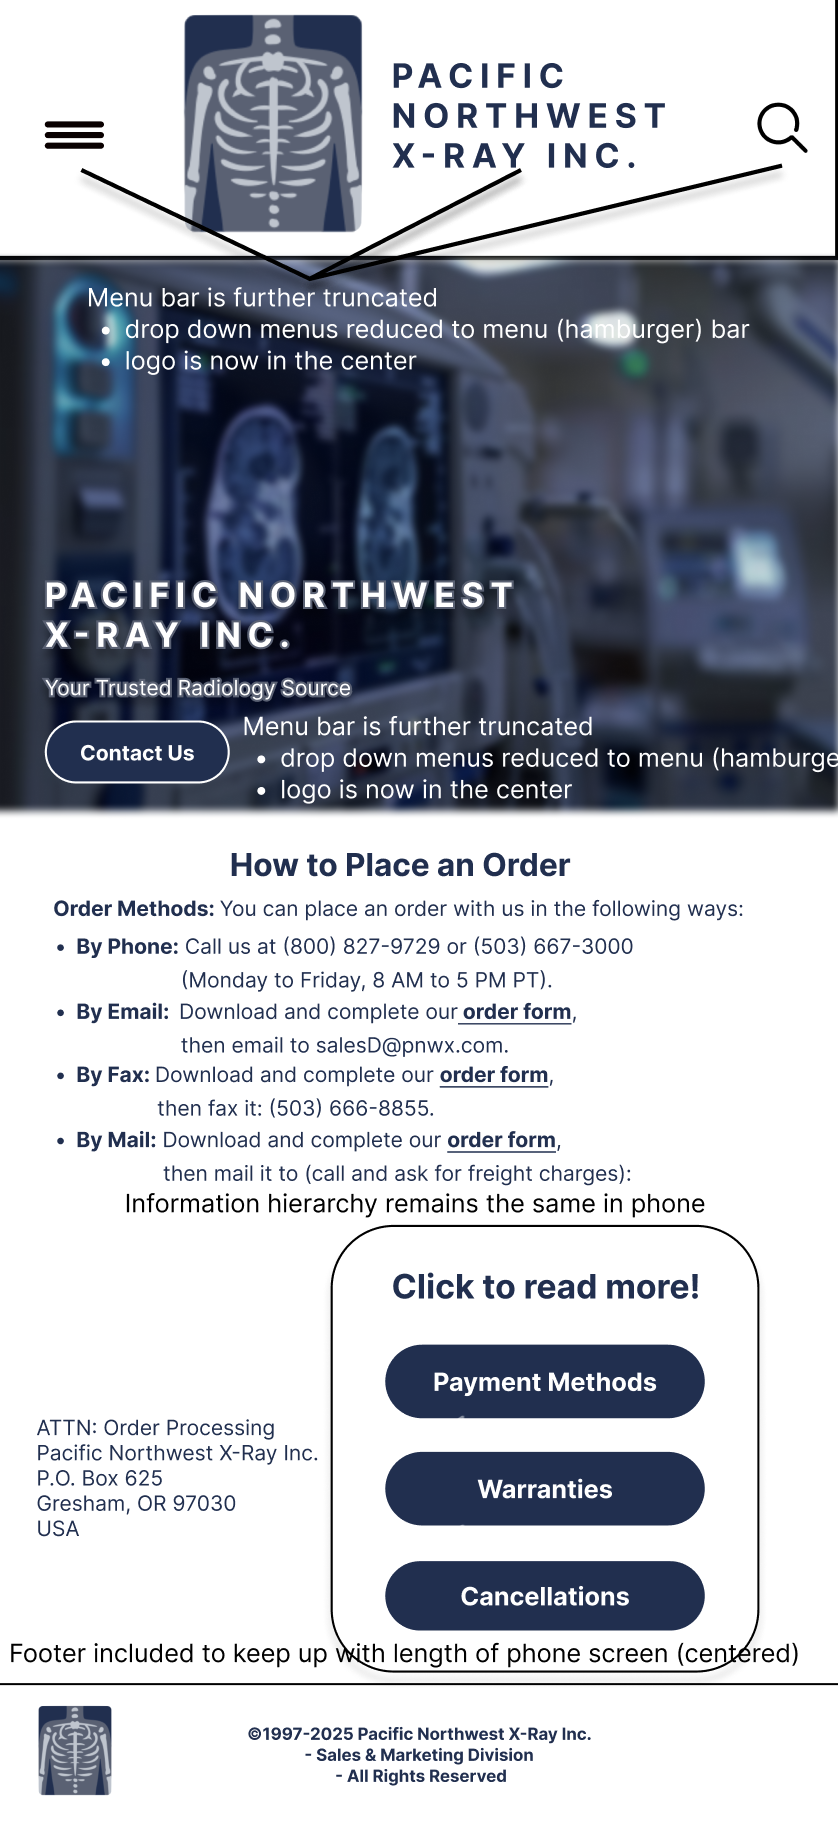 PACIFIC
NORTHWEST
X-RAY INC.
Menu bar is further truncated
• drop down menus reduced to menu (hamburger) bar
• logo is now in the center
PACIFIC NORTHWEST
X-RAY INC.
Your Trusted Radiology Source
Contact Us
Menu bar is further truncated
• drop down menus reduced to menu (hamburge
• logo is now in the center
How to Place an Order
Order Methods: You can place an order with us in the following ways:
• By Phone: Call us at (800) 827-9729 or (503) 667-3000
(Monday to Friday, 8 AM to 5 PM PT).
• By Email: Download and complete our order form,
then email to salesD@pnwx.com.
• By Fax: Download and complete our order form,
then fax it: (503) 666-8855.
• By Mail: Download and complete our order form,
then mail it to (call and ask for freight charges):
Information hierarchy remains the same in phone
Click to read more!
Payment Methods
Warranties
Cancellations
ATTN: Order Processing
Pacific Northwest X-Ray Inc.
P.O. Box 625
Gresham, OR 97030
USA
Footer included to keep up with length of phone screen (centered)
©1997-2025 Pacific Northwest X-Ray Inc.
- Sales & Marketing Division
- All Rights Reserved